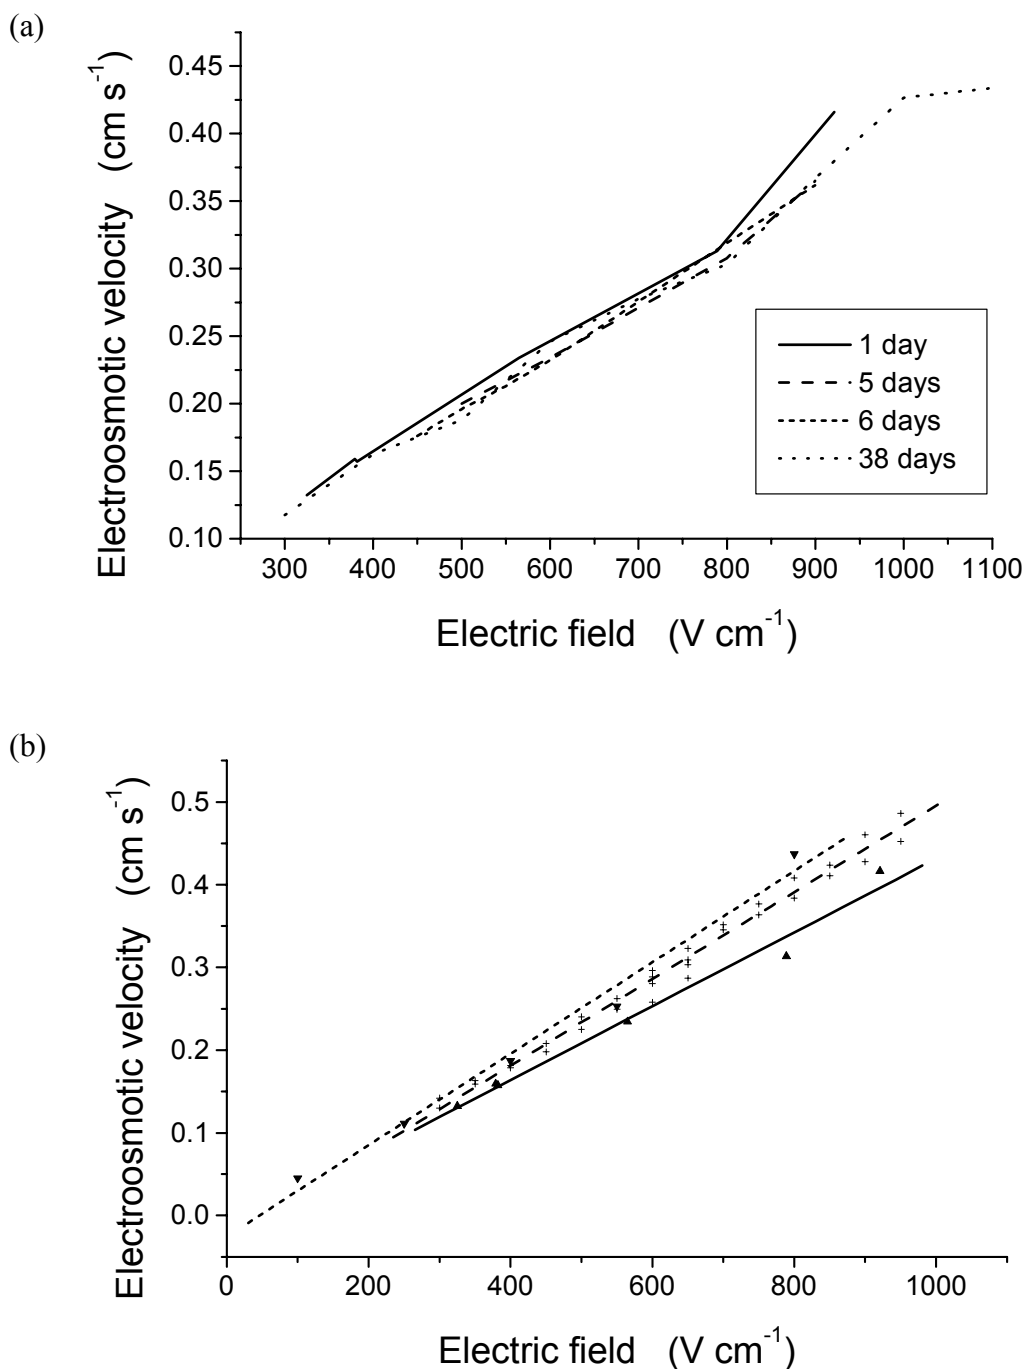 (a)
Electroosmotic velocity (cm s⁻¹)
0.45
0.40
0.35
0.30
0.25
0.20
0.15
0.10
1 day
5 days
6 days
38 days
300 400 500 600 700 800 900 1000 1100
Electric field (V cm⁻¹)
(b)
Electroosmotic velocity (cm s⁻¹)
0.5
0.4
0.3
0.2
0.1
0.0
0 200 400 600 800 1000
Electric field (V cm⁻¹)